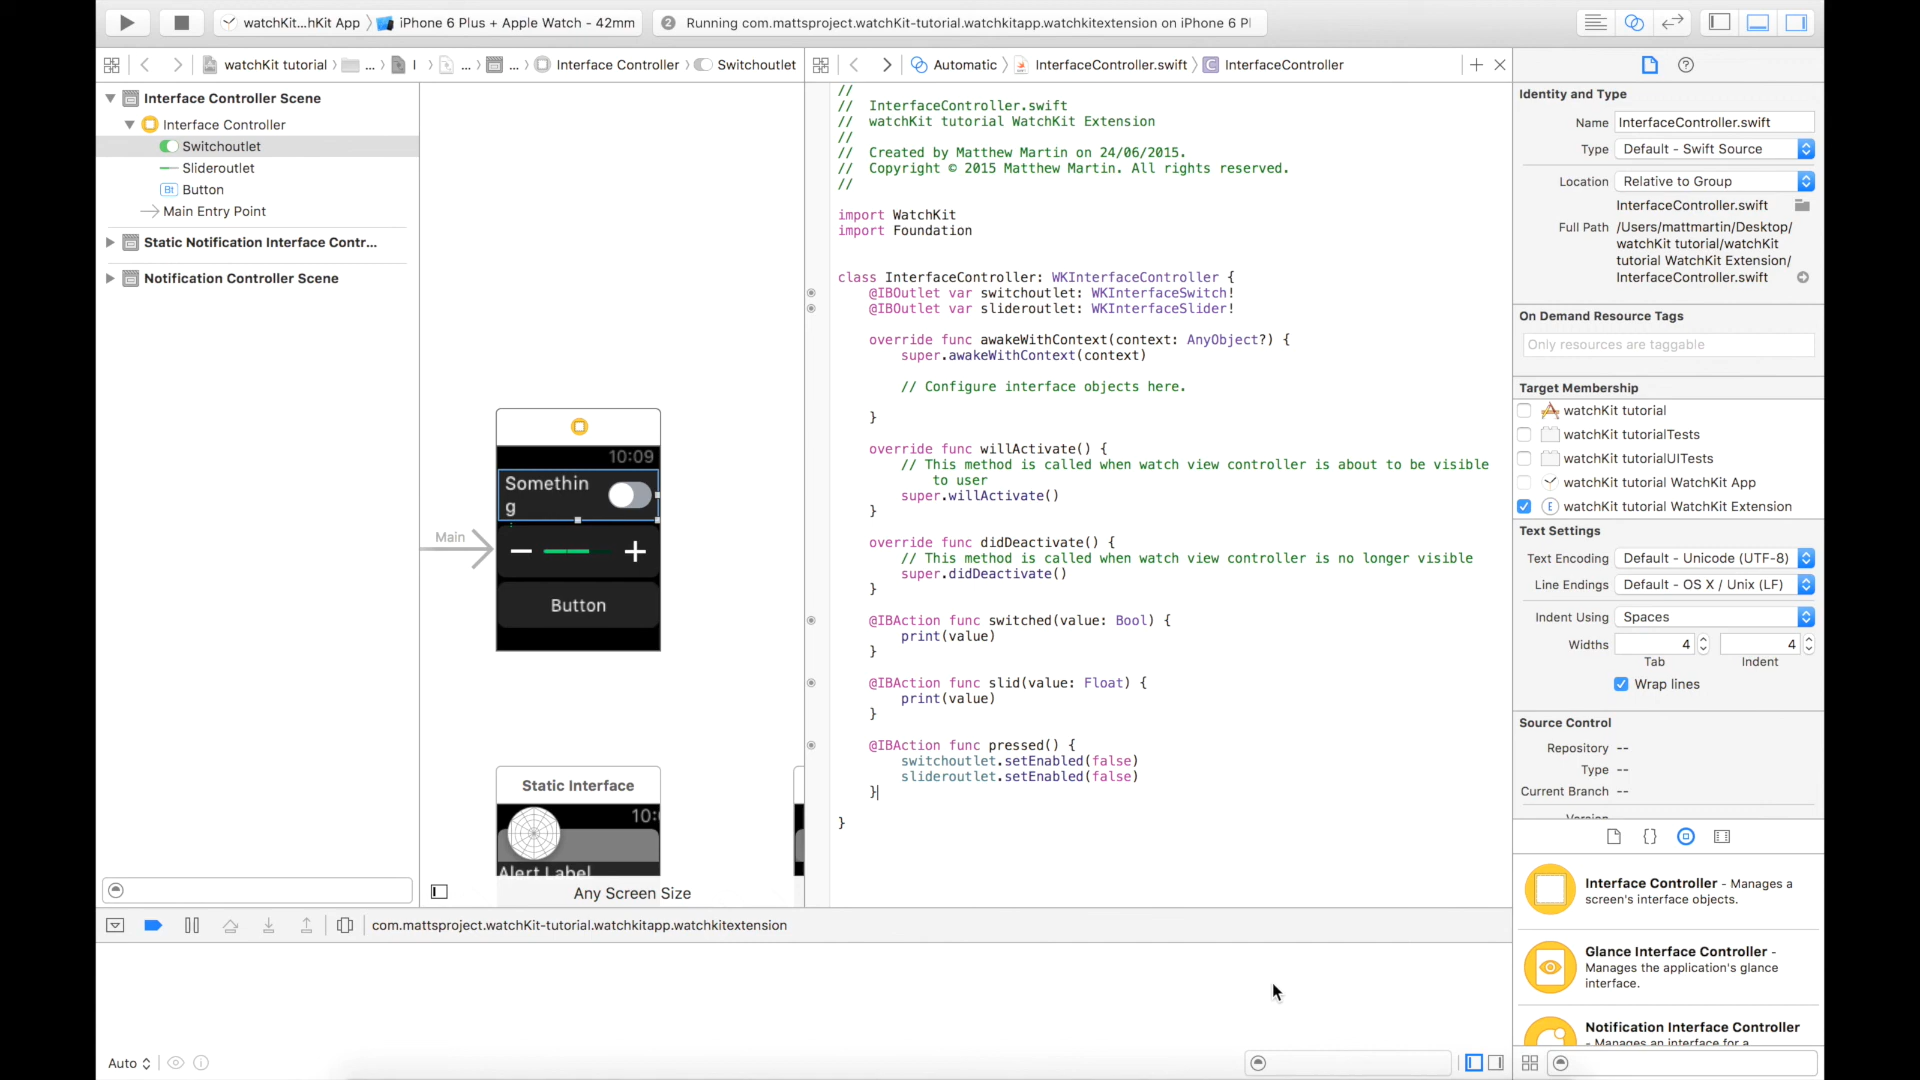 watchKit...hKit App
iPhone 6 Plus + Apple Watch - 42mm
2
Running com.mattsproject.watchKit-tutorial.watchkitapp.watchkitextension on iPhone 6 Pl
watchKit tutorial
...
...
...
Interface Controller
Switchoutlet
Automatic
InterfaceController.swift
C InterfaceController
Interface Controller Scene
Interface Controller
Switchoutlet
Slideroutlet
Bt Button
Main Entry Point
Static Notification Interface Contr...
Notification Controller Scene
10:09
Somethin
g
Main
Button
Static Interface
10:
Alert Label
Any Screen Size
//
//  InterfaceController.swift
//  watchKit tutorial WatchKit Extension
//
//  Created by Matthew Martin on 24/06/2015.
//  Copyright © 2015 Matthew Martin. All rights reserved.
//
import WatchKit
import Foundation
class InterfaceController: WKInterfaceController {
@IBOutlet var switchoutlet: WKInterfaceSwitch!
@IBOutlet var slideroutlet: WKInterfaceSlider!
override func awakeWithContext(context: AnyObject?) {
super.awakeWithContext(context)
// Configure interface objects here.
}
override func willActivate() {
// This method is called when watch view controller is about to be visible
to user
super.willActivate()
}
override func didDeactivate() {
// This method is called when watch view controller is no longer visible
super.didDeactivate()
}
@IBAction func switched(value: Bool) {
print(value)
}
@IBAction func slid(value: Float) {
print(value)
}
@IBAction func pressed() {
switchoutlet.setEnabled(false)
slideroutlet.setEnabled(false)
}
}
Identity and Type
Name InterfaceController.swift
Type Default - Swift Source
Location Relative to Group
InterfaceController.swift
Full Path /Users/mattmartin/Desktop/
watchKit tutorial/watchKit
tutorial WatchKit Extension/
InterfaceController.swift
On Demand Resource Tags
Only resources are taggable
Target Membership
watchKit tutorial
watchKit tutorialTests
watchKit tutorialUITests
watchKit tutorial WatchKit App
E watchKit tutorial WatchKit Extension
Text Settings
Text Encoding Default - Unicode (UTF-8)
Line Endings Default - OS X / Unix (LF)
Indent Using Spaces
Widths 4 4
Tab Indent
Wrap lines
Source Control
Repository --
Type --
Current Branch --
Version
Interface Controller - Manages a
screen's interface objects.
Glance Interface Controller -
Manages the application's glance
interface.
Notification Interface Controller
- Manages an interface for a
com.mattsproject.watchKit-tutorial.watchkitapp.watchkitextension
Auto